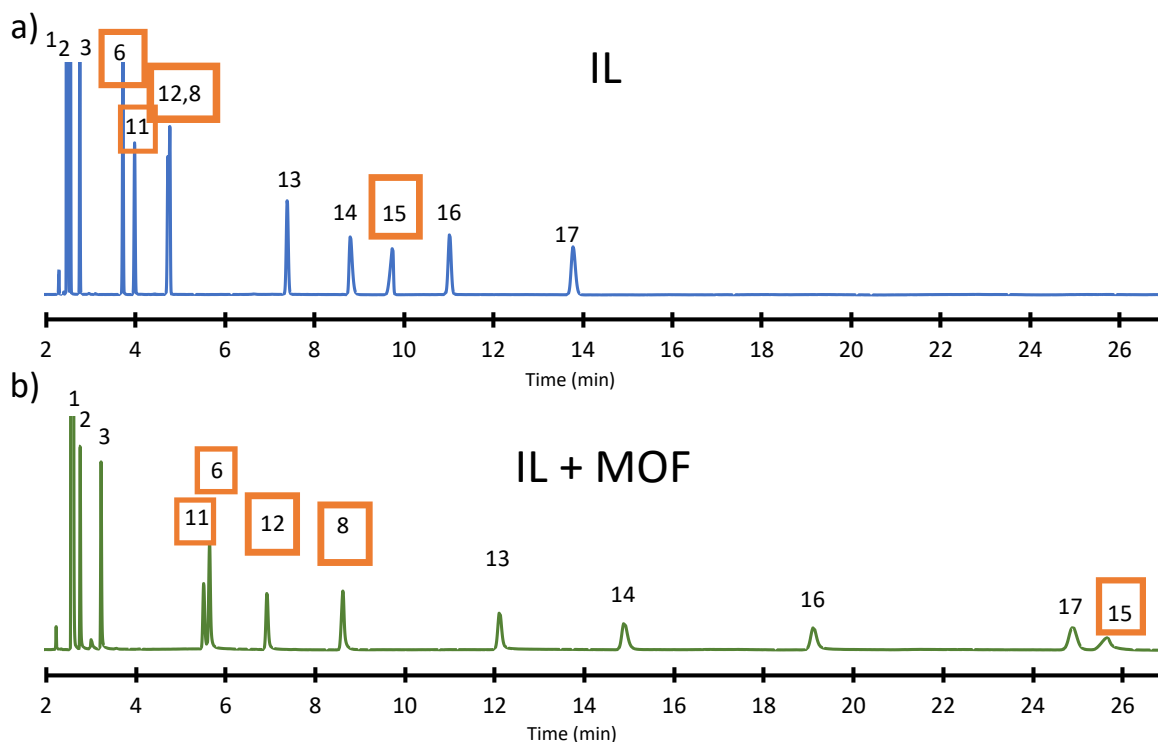 a)
IL
1 2 3 6 12,8
11
13 14 15 16 17
2 4 6 8 10 12 14 16 18 20 22 24 26
Time (min)
b)
IL + MOF
1
2
3 6
11 12 8
13 14 16 17 15
2 4 6 8 10 12 14 16 18 20 22 24 26
Time (min)